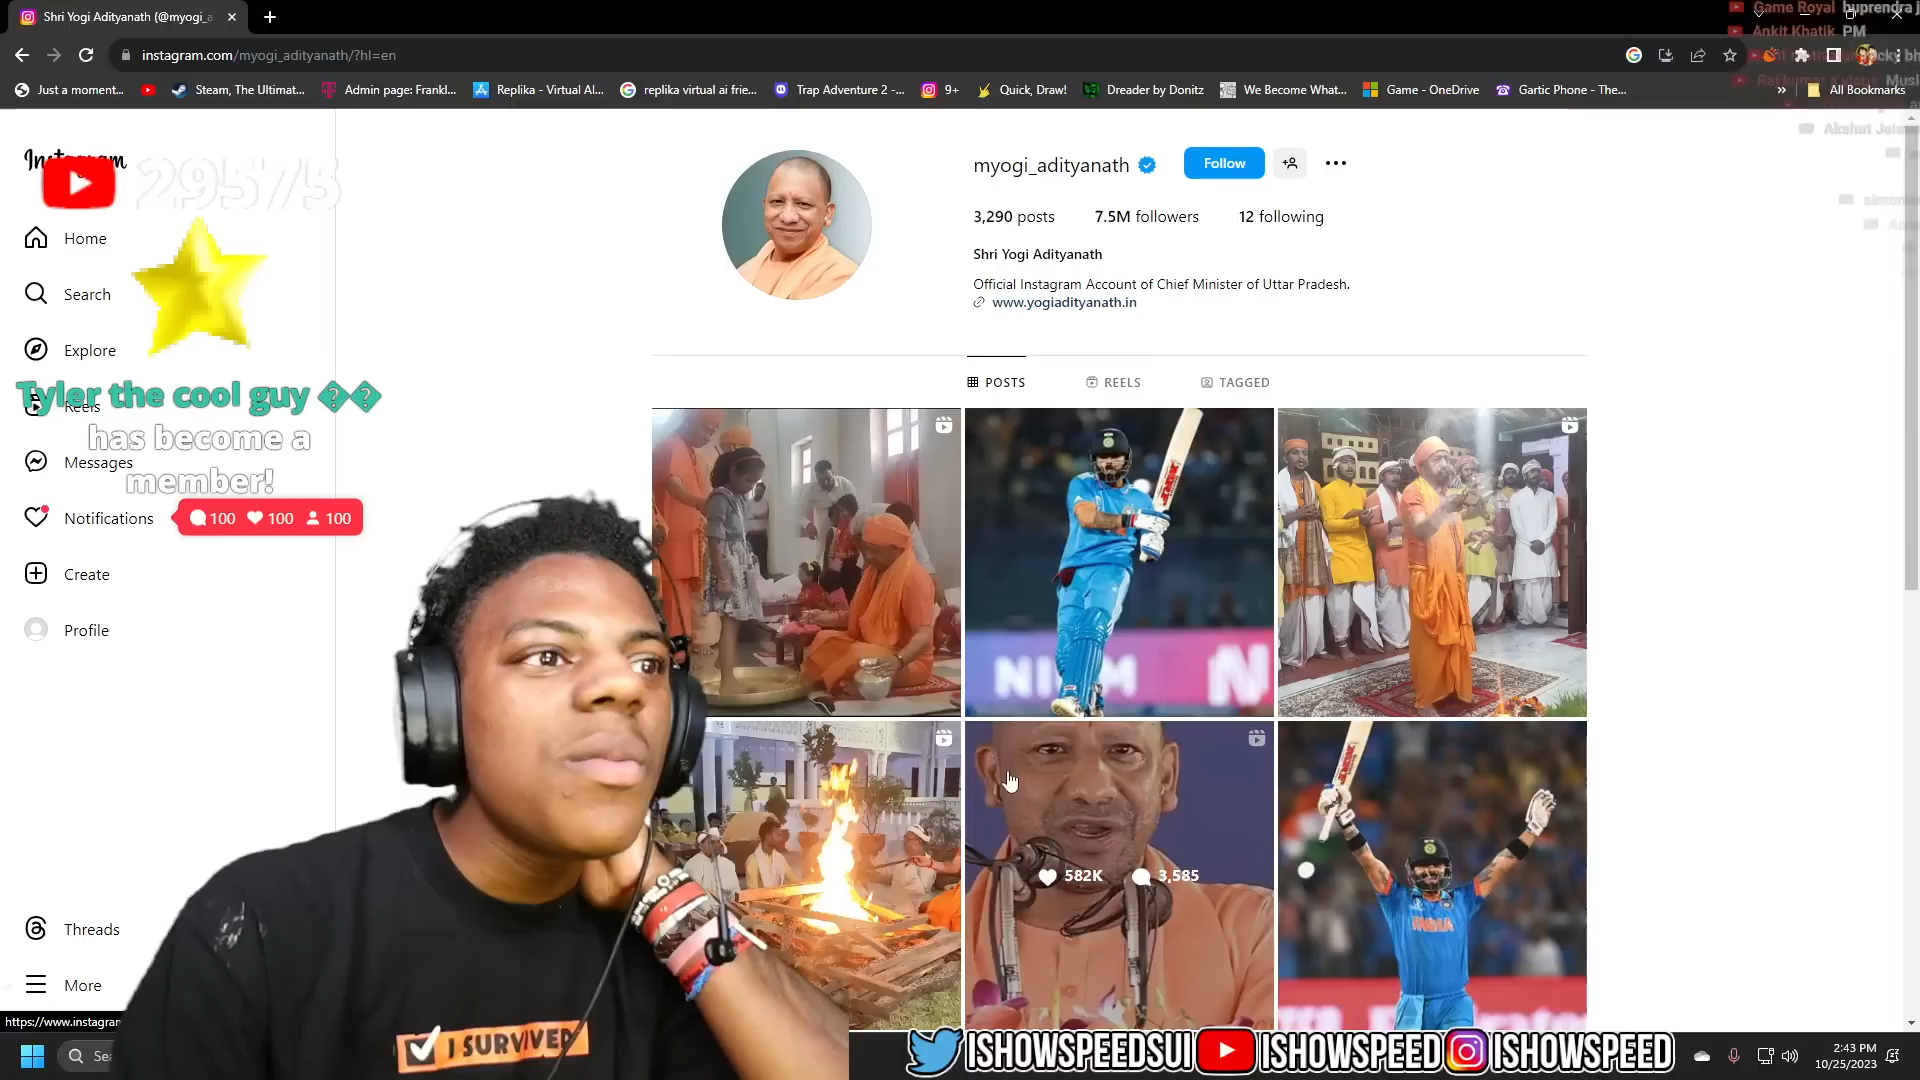 Shri Yogi Adityanath (@myogi_a
Game Royal
Ankit Khatik PM
instagram.com/myogi_adityanath/?hl=en
Just a moment...
Steam, The Ultimat...
Admin page: Frankl...
Replika - Virtual AI...
replika virtual ai frie...
Trap Adventure 2 -...
9+
Quick, Draw!
Dreader by Donitz
We Become What...
Game - OneDrive
Gartic Phone - The...
»
All Bookmarks
Akshat
Instagram
29575
Home
Search
Explore
Reels
Messages
Notifications
100 100 100
Create
Profile
Threads
More
Tyler the cool guy ��
has become a
member!
myogi_adityanath
Follow
3,290 posts 7.5M followers 12 following
Shri Yogi Adityanath
Official Instagram Account of Chief Minister of Uttar Pradesh.
www.yogiadityanath.in
POSTS REELS TAGGED
INDIA
582K 3,585
https://www.instagram
I SURVIVED
Sea
ISHOWSPEEDSUI ISHOWSPEED ISHOWSPEED
2:43 PM
10/25/2023